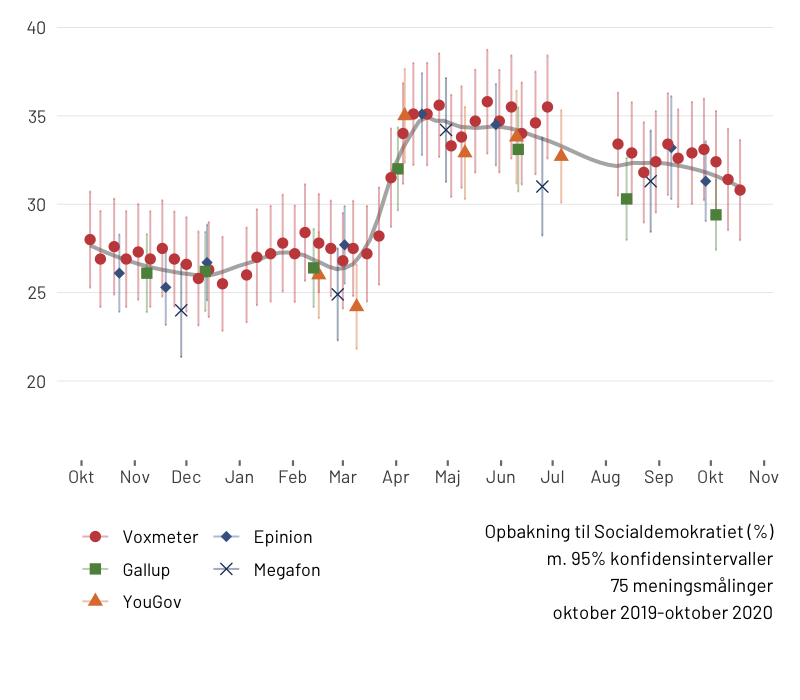 40
35
30
25
20
Okt Nov Dec Jan Feb Mar Apr Maj Jun Jul Aug Sep Okt Nov
Voxmeter Epinion
Gallup Megafon
YouGov
Opbakning til Socialdemokratiet (%)
m. 95% konfidensintervaller
75 meningsmålinger
oktober 2019-oktober 2020